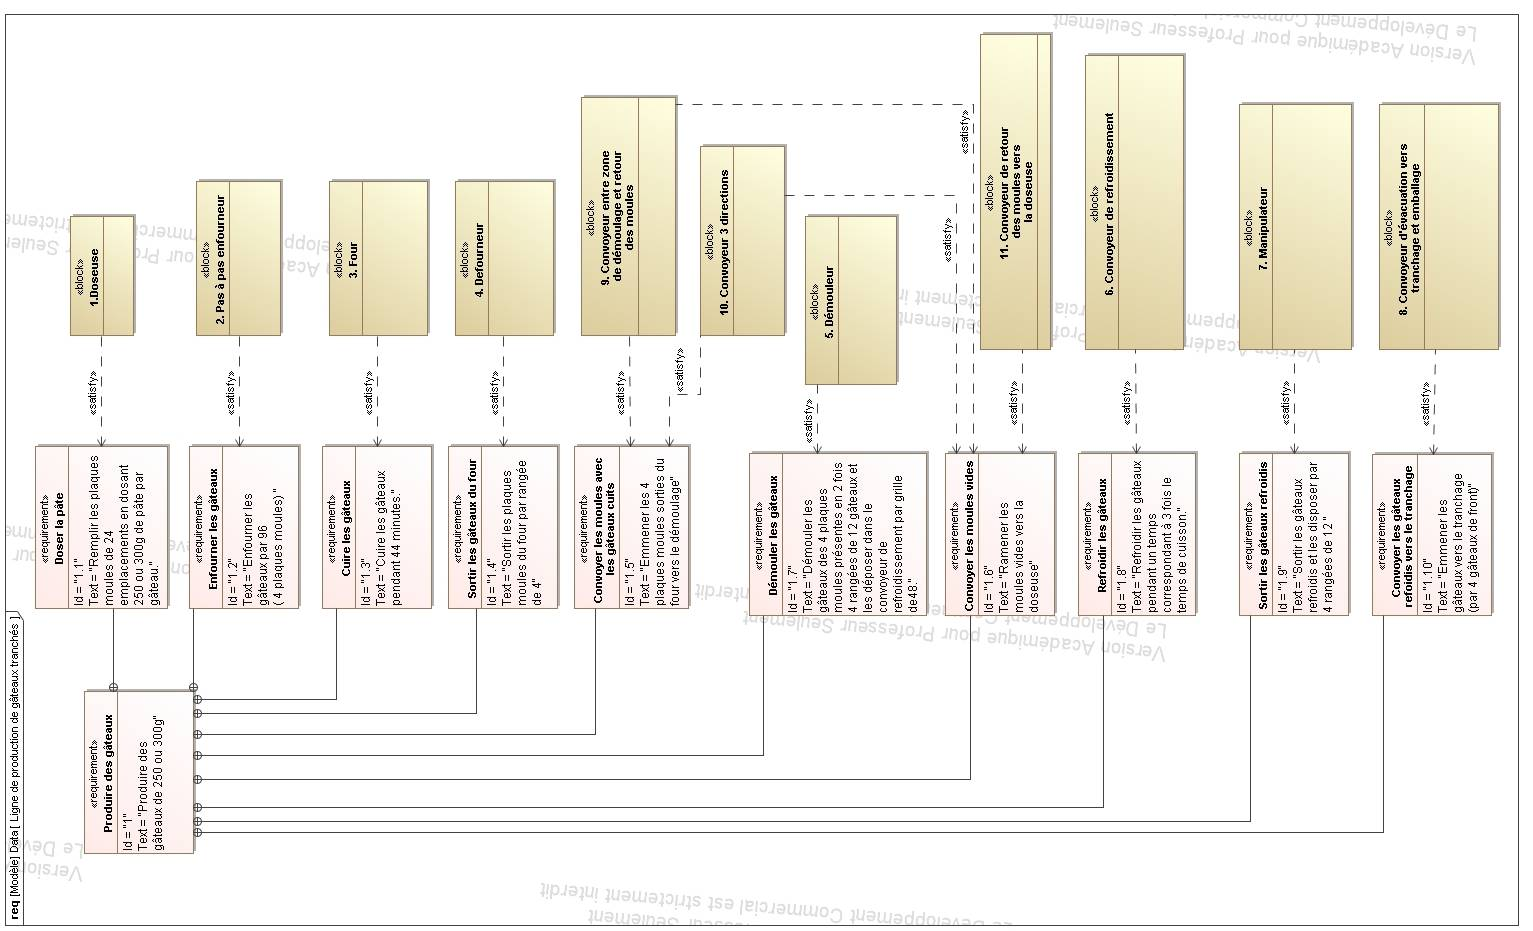 req [Modèle] Data [ Ligne de production de gâteaux tranchés ]
«requirement»
Produire des gâteaux
Id = "1"
Text = "Produire des
gâteaux de 250 ou 300g"
«requirement»
Doser la pâte
Id = "1.1"
Text = "Remplir les plaques
moules de 24
emplacements en dosant
250 ou 300g de pâte par
gâteau."
«requirement»
Enfourner les gâteaux
Id = "1.2"
Text = "Enfourner les
gâteaux par 96
( 4 plaques moules) "
«requirement»
Cuire les gâteaux
Id = "1.3"
Text = "Cuire les gâteaux
pendant 44 minutes."
«requirement»
Sortir les gâteaux du four
Id = "1.4"
Text = "Sortir les plaques
moules du four par rangée
de 4"
«requirement»
Convoyer les moules avec
les gâteaux cuits
Id = "1.5"
Text = "Emmener les 4
plaques moules sorties du
four vers le démoulage"
«requirement»
Démouler les gâteaux
Id = "1.7"
Text = "Démouler les
gâteaux des 4 plaques
moules présentes en 2 fois
4 rangées de 12 gâteaux et
les déposer dans le
convoyeur de
refroidissement par grille
de48."
«requirement»
Convoyer les moules vides
Id = "1.6"
Text = "Ramener les
moules vides vers la
doseuse"
«requirement»
Refroidir les gâteaux
Id = "1.8"
Text = "Refroidir les gâteaux
pendant un temps
correspondant à 3 fois le
temps de cuisson."
«requirement»
Sortir les gâteaux refroidis
Id = "1.9"
Text = "Sortir les gâteaux
refroidis et les disposer par
4 rangées de 12 "
«requirement»
Convoyer les gâteaux
refoidis vers le tranchage
Id = "1.10"
Text = "Emmener les
gâteaux vers le tranchage
(par 4 gâteaux de front)"
«satisfy»
«satisfy»
«satisfy»
«satisfy»
«satisfy»
«satisfy»
«satisfy»
«satisfy»
«satisfy»
«satisfy»
«satisfy»
«satisfy»
«satisfy»
«block»
1.Doseuse
«block»
2. Pas à pas enfourneur
«block»
3. Four
«block»
4. Defourneur
«block»
9. Convoyeur entre zone
de démoulage et retour
des moules
«block»
10. Convoyeur 3 directions
«block»
5. Démouleur
«block»
11. Convoyeur de retour
des moules vers
la doseuse
«block»
6. Convoyeur de refroidissement
«block»
7. Manipulateur
«block»
8. Convoyeur d'évacuation vers
tranchage et emballage
Version Académique pour Professeur Seulement
Le Développement Commercial est strictement interdit